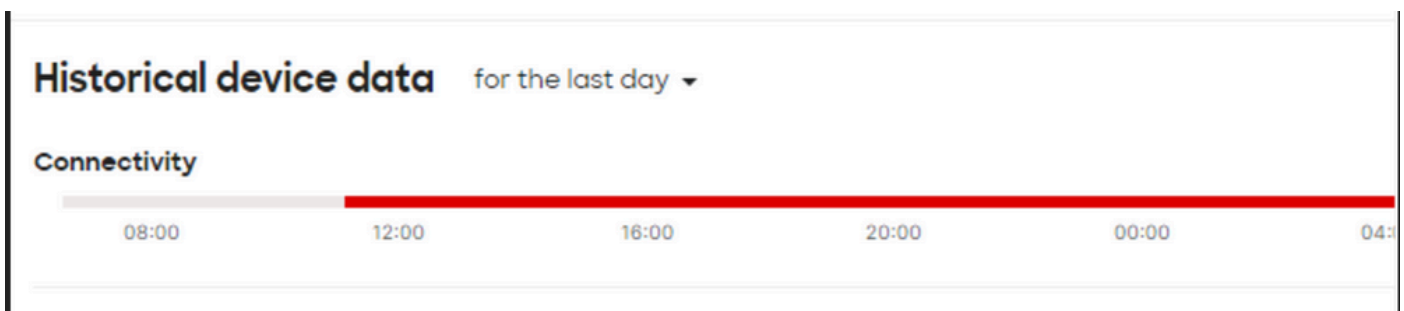 Historical device data for the last day
Connectivity
08:00 12:00 16:00 20:00 00:00